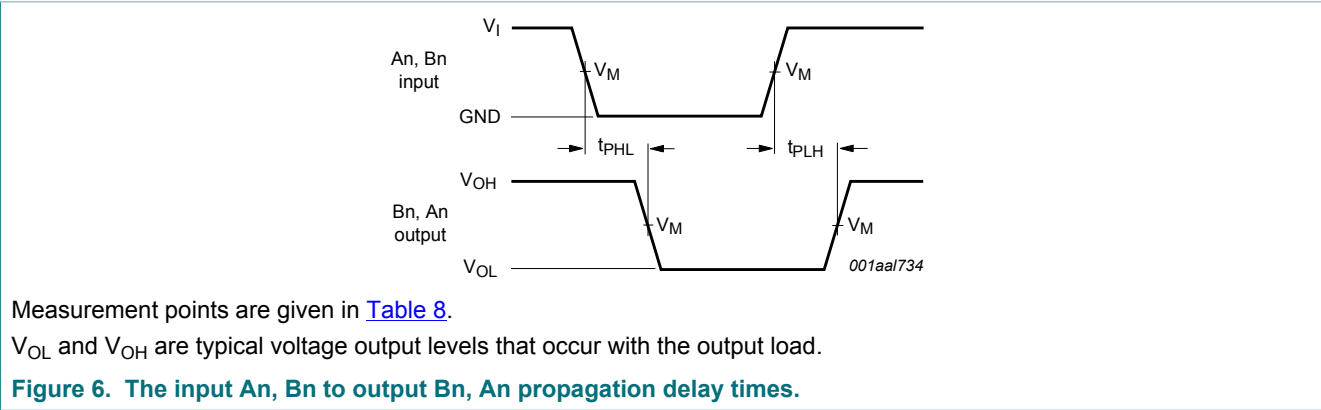 VI
An, Bn
input
VM
VM
GND
tPHL
tPLH
VOH
Bn, An
output
VM
VM
VOL
001aal734
Measurement points are given in Table 8.
VOL and VOH are typical voltage output levels that occur with the output load.
Figure 6. The input An, Bn to output Bn, An propagation delay times.